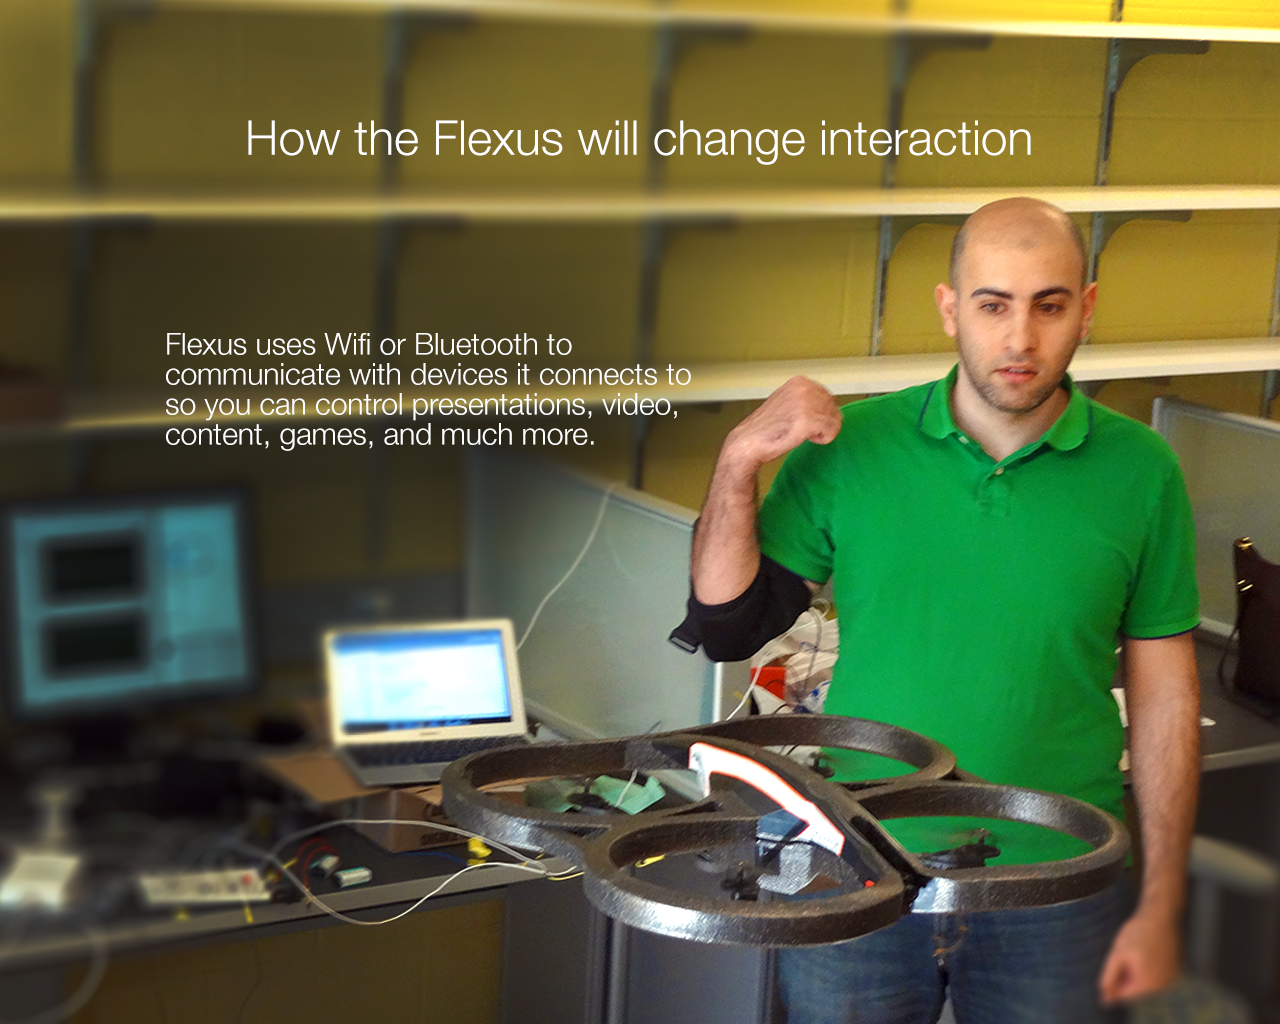 How the Flexus will change interaction
Flexus uses Wifi or Bluetooth to
communicate with devices it connects to
so you can control presentations, video,
content, games, and much more.